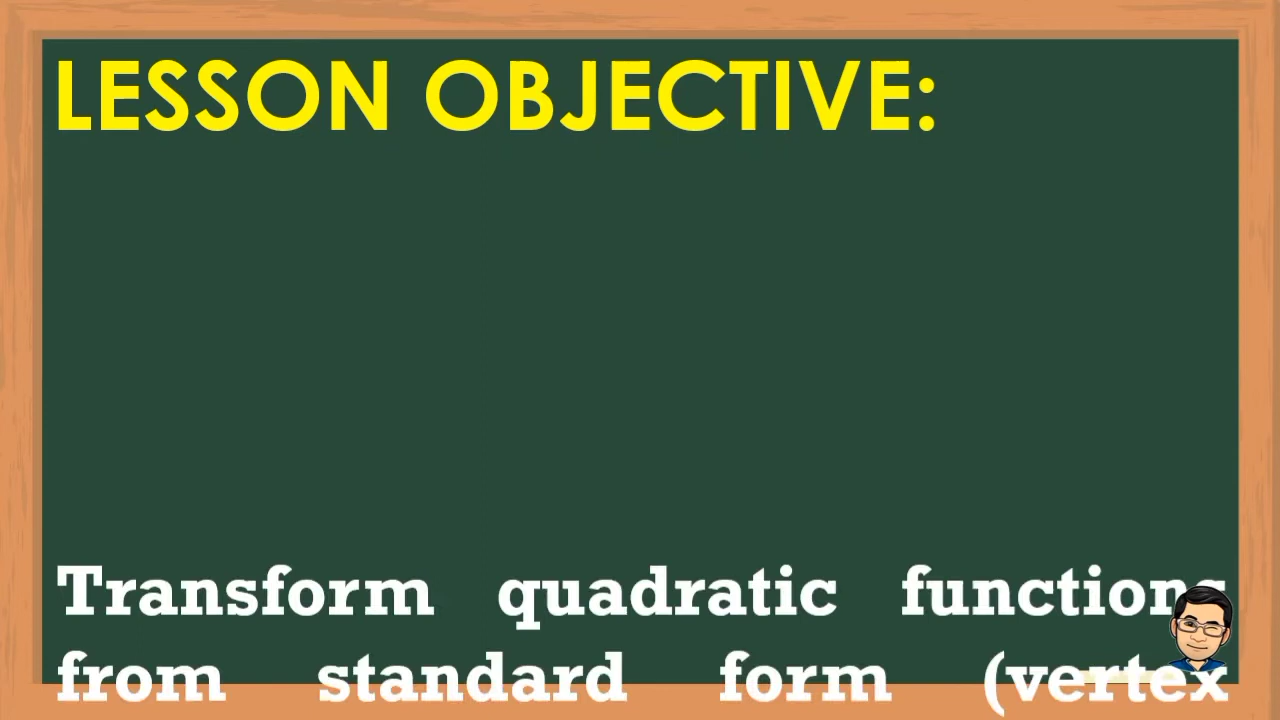 LESSON OBJECTIVE:
Transform quadratic functions
from standard form (vertex